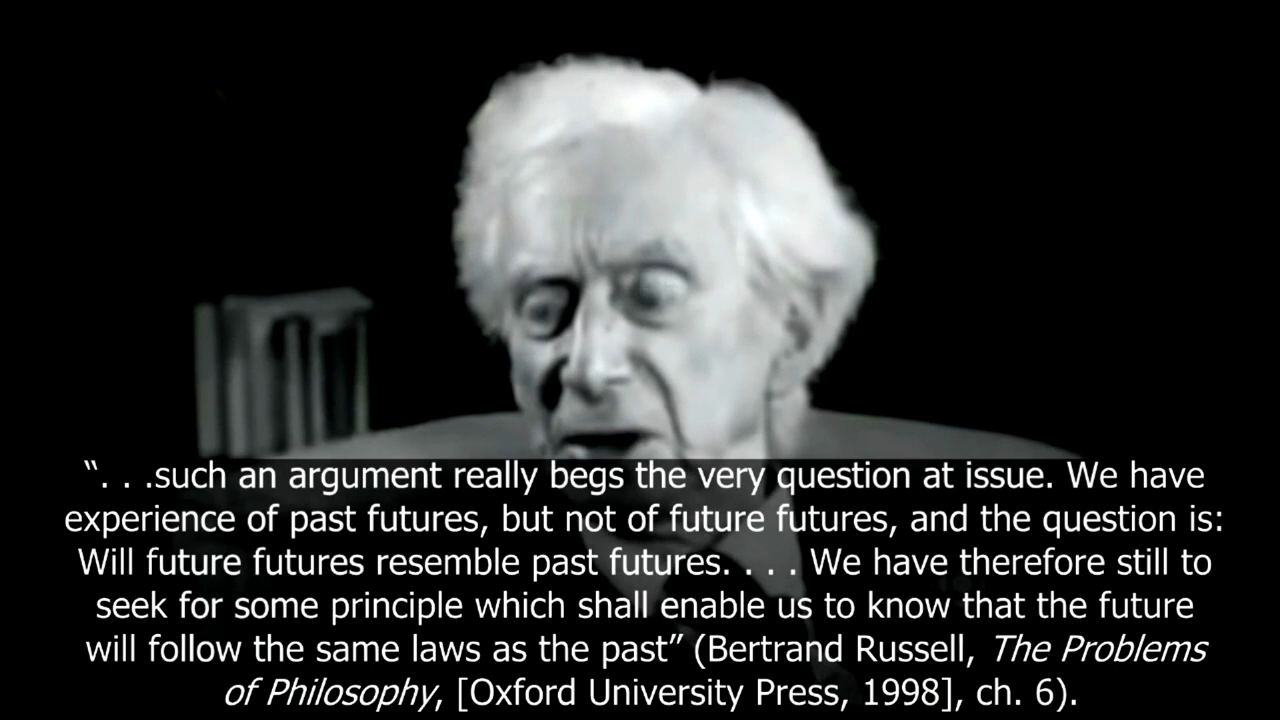 “. . .such an argument really begs the very question at issue. We have
experience of past futures, but not of future futures, and the question is:
Will future futures resemble past futures. . . . We have therefore still to
seek for some principle which shall enable us to know that the future
will follow the same laws as the past” (Bertrand Russell, The Problems
of Philosophy, [Oxford University Press, 1998], ch. 6).